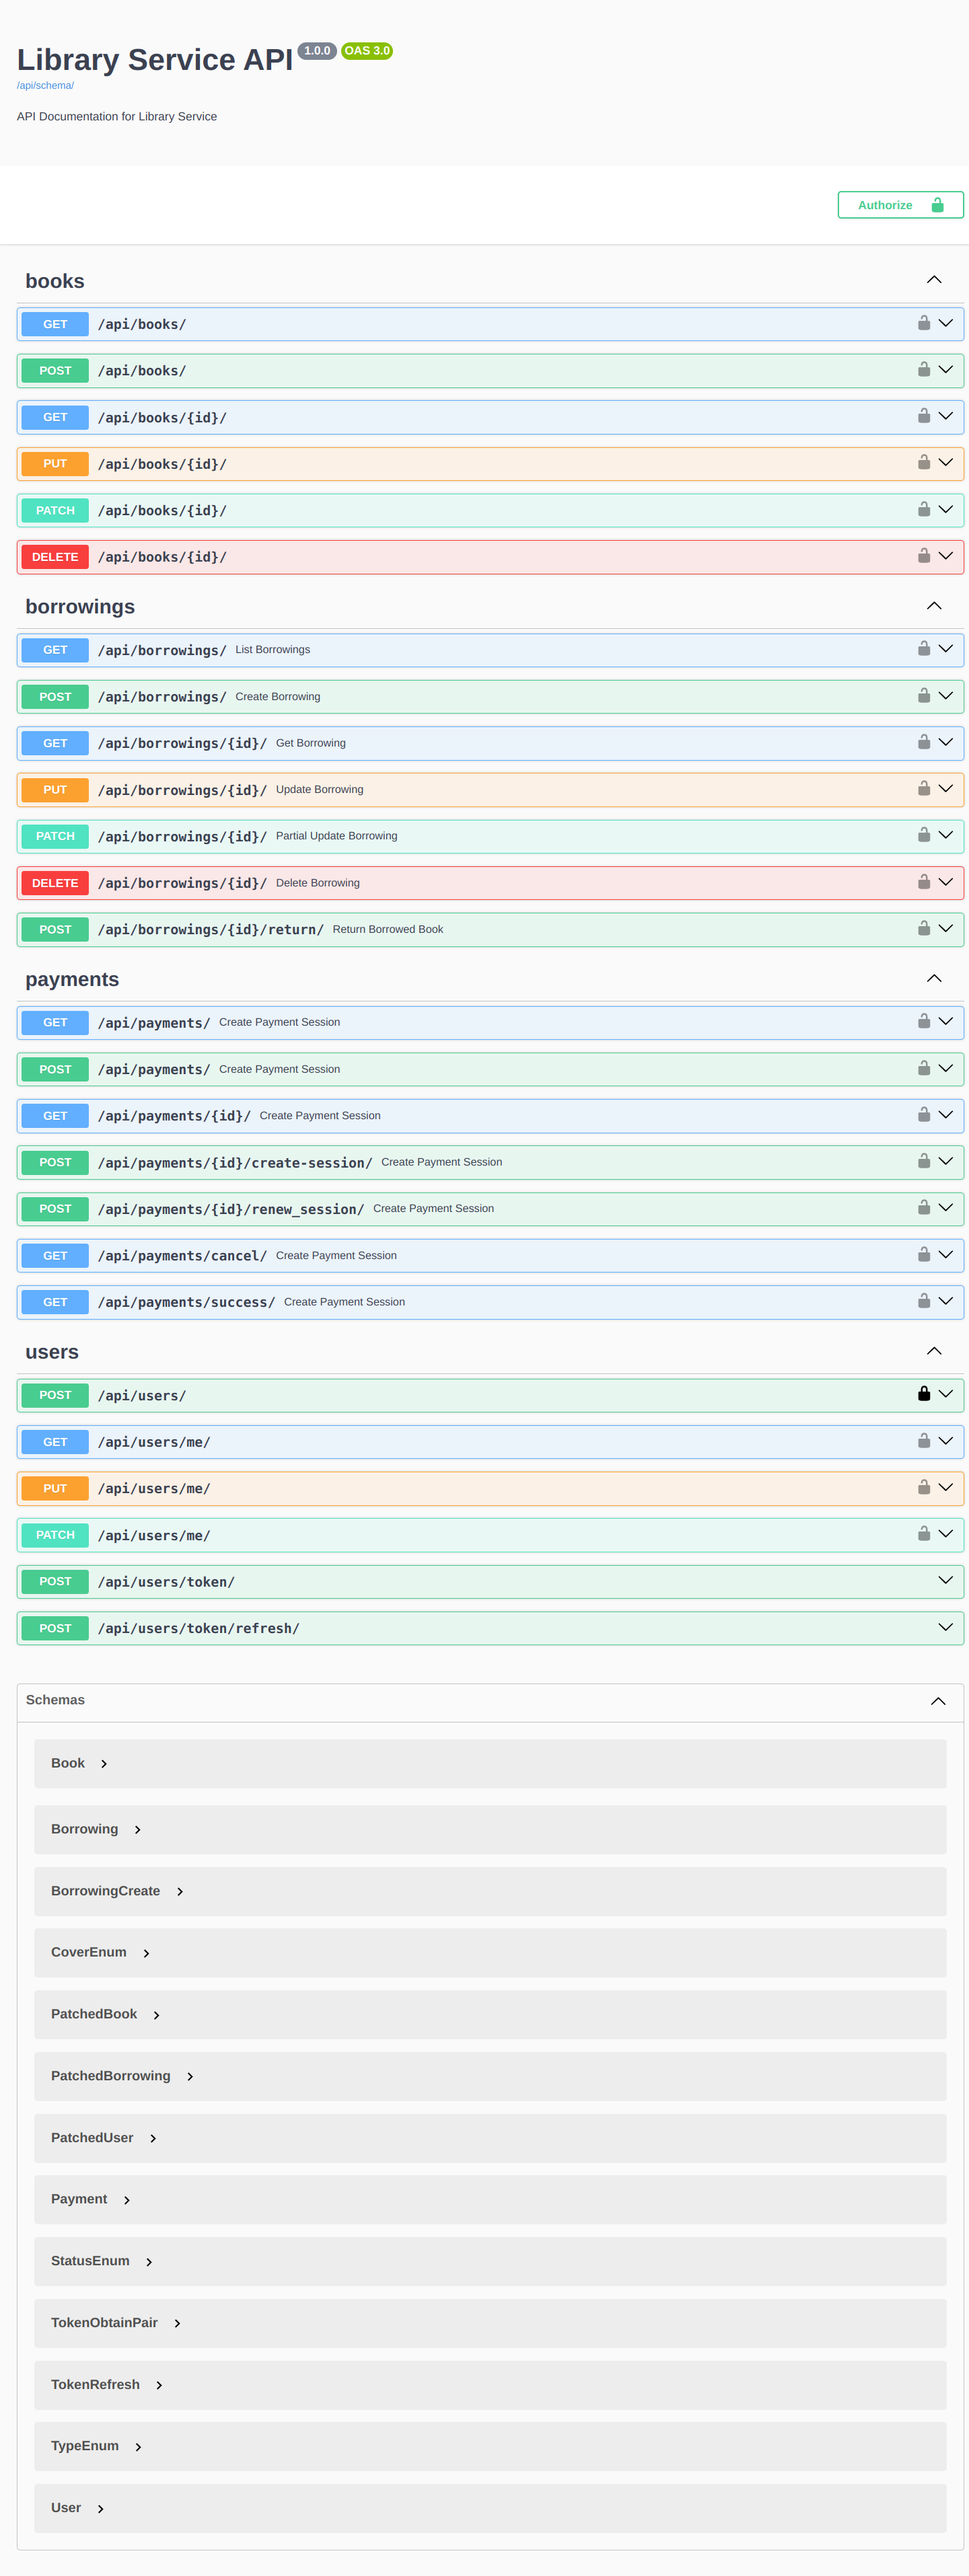 Library Service API 1.0.0 OAS 3.0
/api/schema/
API Documentation for Library Service
Authorize
books
GET /api/books/
POST /api/books/
GET /api/books/{id}/
PUT /api/books/{id}/
PATCH /api/books/{id}/
DELETE /api/books/{id}/
borrowings
GET /api/borrowings/ List Borrowings
POST /api/borrowings/ Create Borrowing
GET /api/borrowings/{id}/ Get Borrowing
PUT /api/borrowings/{id}/ Update Borrowing
PATCH /api/borrowings/{id}/ Partial Update Borrowing
DELETE /api/borrowings/{id}/ Delete Borrowing
POST /api/borrowings/{id}/return/ Return Borrowed Book
payments
GET /api/payments/ Create Payment Session
POST /api/payments/ Create Payment Session
GET /api/payments/{id}/ Create Payment Session
POST /api/payments/{id}/create-session/ Create Payment Session
POST /api/payments/{id}/renew_session/ Create Payment Session
GET /api/payments/cancel/ Create Payment Session
GET /api/payments/success/ Create Payment Session
users
POST /api/users/
GET /api/users/me/
PUT /api/users/me/
PATCH /api/users/me/
POST /api/users/token/
POST /api/users/token/refresh/
Schemas
Book
Borrowing
BorrowingCreate
CoverEnum
PatchedBook
PatchedBorrowing
PatchedUser
Payment
StatusEnum
TokenObtainPair
TokenRefresh
TypeEnum
User